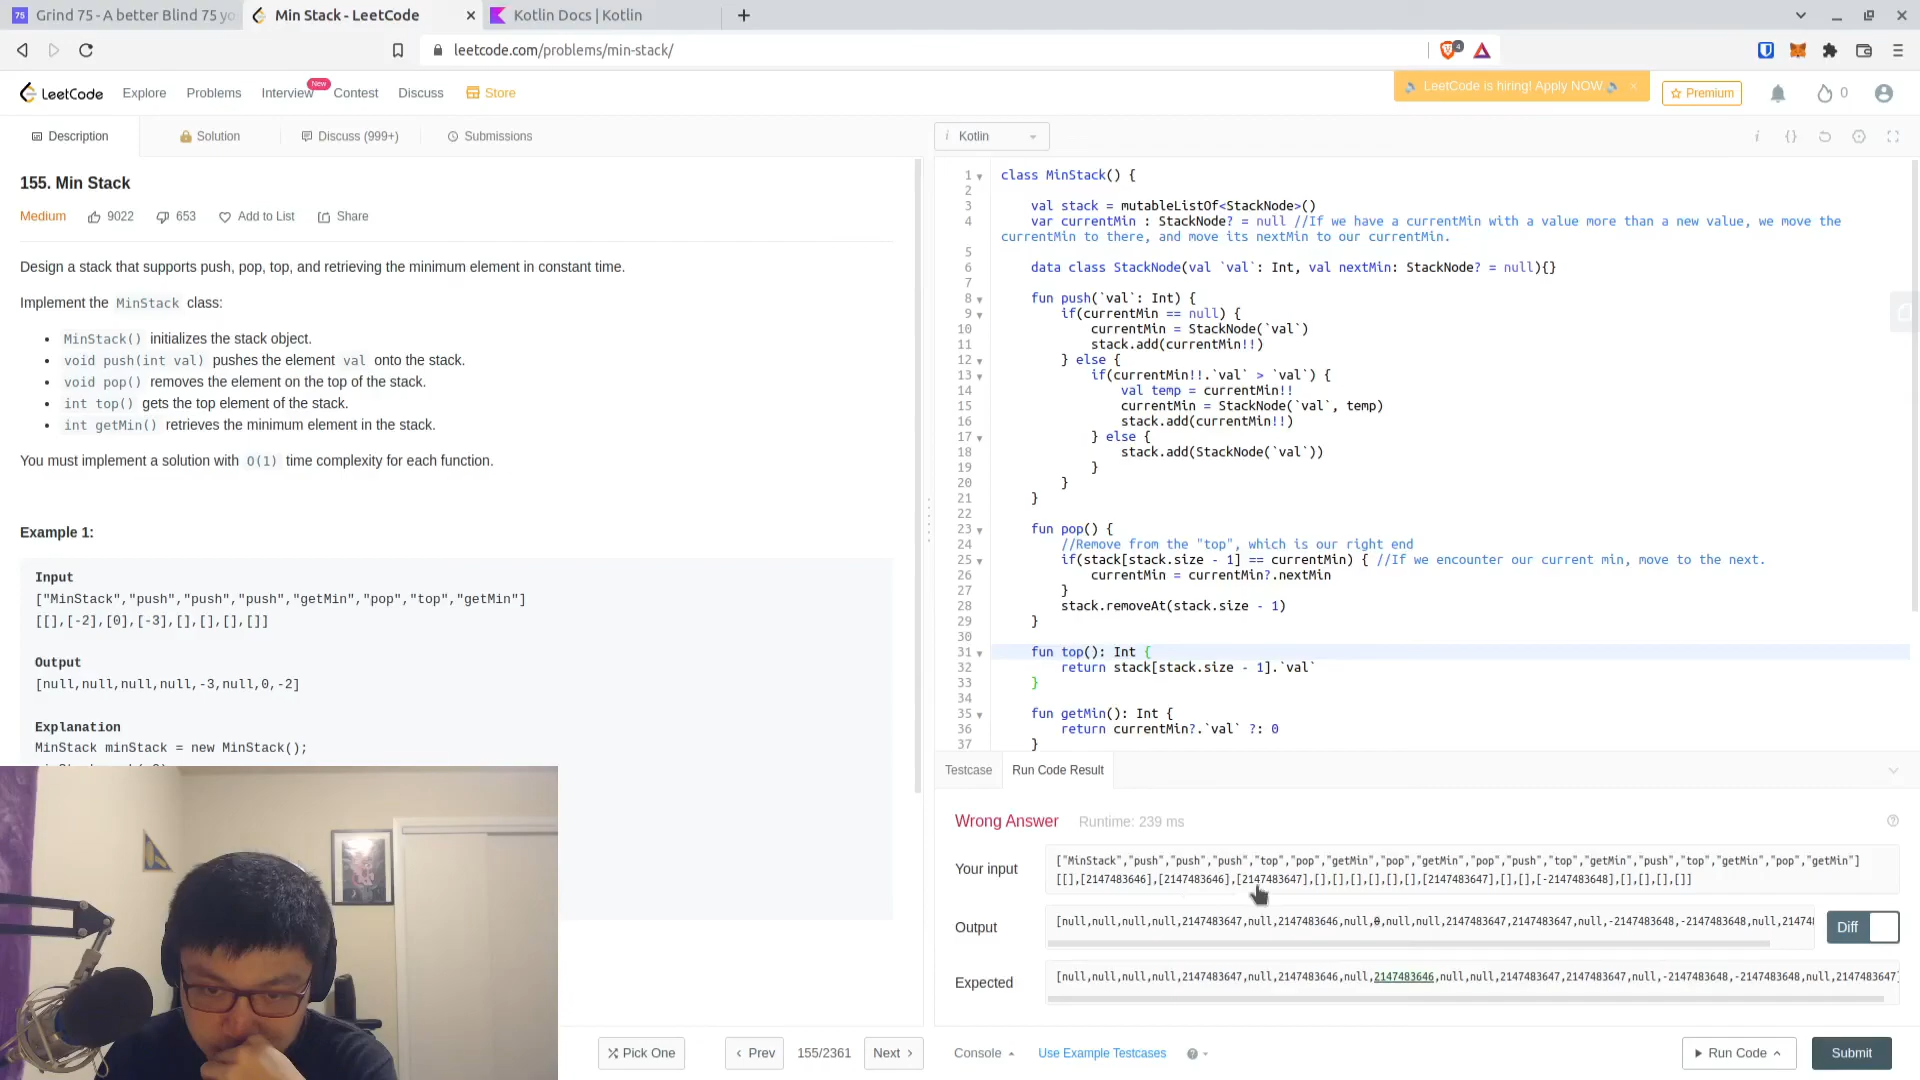 Grind 75 - A better Blind 75 yo
Min Stack - LeetCode
Kotlin Docs | Kotlin
leetcode.com/problems/min-stack/
4
LeetCode
Explore
Problems
Interview
New
Contest
Discuss
Store
LeetCode is hiring! Apply NOW
Premium
0
Description
Solution
Discuss (999+)
Submissions
i Kotlin
155. Min Stack
Medium
9022
653
Add to List
Share
Design a stack that supports push, pop, top, and retrieving the minimum element in constant time.
Implement the MinStack class:
• MinStack() initializes the stack object.
• void push(int val) pushes the element val onto the stack.
• void pop() removes the element on the top of the stack.
• int top() gets the top element of the stack.
• int getMin() retrieves the minimum element in the stack.
You must implement a solution with O(1) time complexity for each function.
Example 1:
Input
["MinStack","push","push","push","getMin","pop","top","getMin"]
[[],[-2],[0],[-3],[],[],[],[]]
Output
[null,null,null,null,-3,null,0,-2]
Explanation
MinStack minStack = new MinStack();
Pick One
Prev
155/2361
Next
1 class MinStack() {
2
3 val stack = mutableListOf<StackNode>()
4 var currentMin : StackNode? = null //If we have a currentMin with a value more than a new value, we move the
currentMin to there, and move its nextMin to our currentMin.
5
6 data class StackNode(val `val`: Int, val nextMin: StackNode? = null){}
7
8 fun push(`val`: Int) {
9 if(currentMin == null) {
10 currentMin = StackNode(`val`)
11 stack.add(currentMin!!)
12 } else {
13 if(currentMin!!.`val` > `val`) {
14 val temp = currentMin!!
15 currentMin = StackNode(`val`, temp)
16 stack.add(currentMin!!)
17 } else {
18 stack.add(StackNode(`val`))
19 }
20 }
21 }
22
23 fun pop() {
24 //Remove from the "top", which is our right end
25 if(stack[stack.size - 1] == currentMin) { //If we encounter our current min, move to the next.
26 currentMin = currentMin?.nextMin
27 }
28 stack.removeAt(stack.size - 1)
29 }
30
31 fun top(): Int {
32 return stack[stack.size - 1].`val`
33 }
34
35 fun getMin(): Int {
36 return currentMin?.`val` ?: 0
37 }
Testcase
Run Code Result
Wrong Answer
Runtime: 239 ms
Your input
["MinStack","push","push","push","top","pop","getMin","pop","getMin","pop","push","top","getMin","push","top","getMin","pop","getMin"]
[[],[2147483646],[2147483646],[2147483647],[],[],[],[],[],[],[2147483647],[],[],[-2147483648],[],[],[],[]]
Output
[null,null,null,null,2147483647,null,2147483646,null,0,null,null,2147483647,2147483647,null,-2147483648,-2147483648,null,21474
Diff
Expected
[null,null,null,null,2147483647,null,2147483646,null,2147483646,null,null,2147483647,2147483647,null,-2147483648,-2147483648,null,2147483647
Console
Use Example Testcases
Run Code
Submit